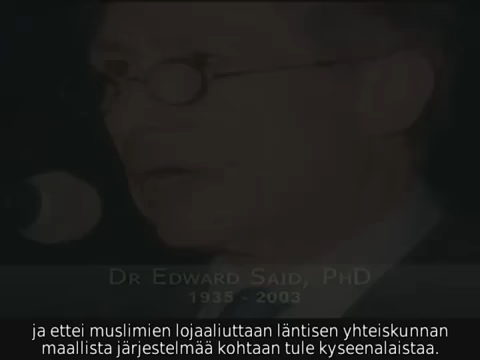 DR EDWARD SAID, PHD
1935 - 2003
ja ettei muslimien lojaaliuttaan läntisen yhteiskunnan
maallista järjestelmää kohtaan tule kyseenalaistaa.